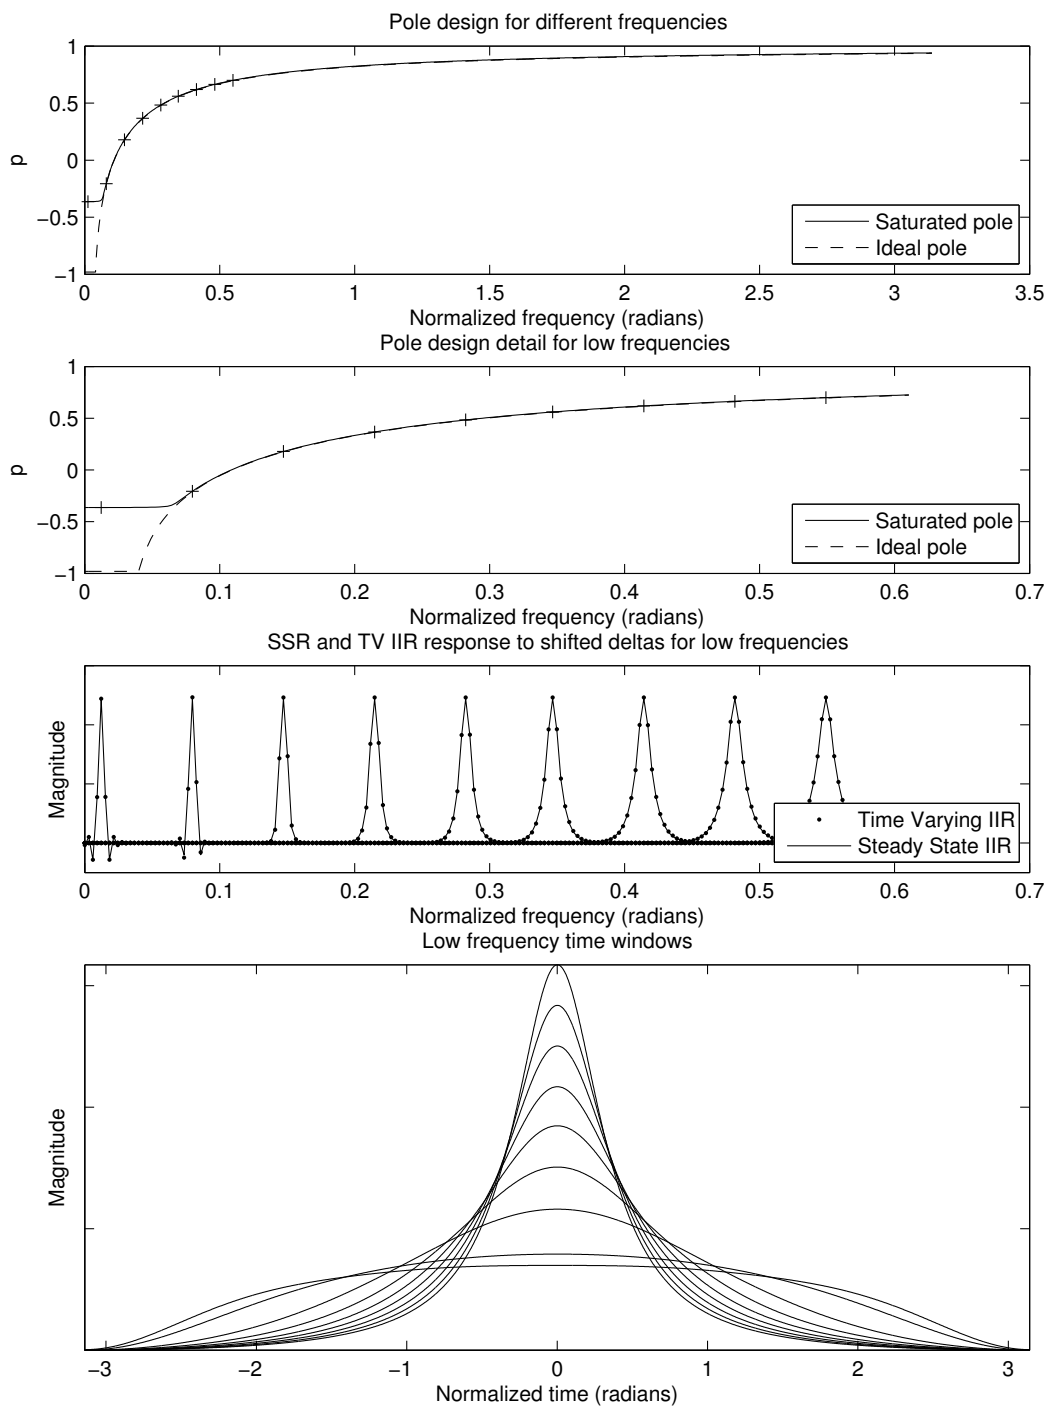 Pole design for different frequencies
1
0.5
0
−0.5
−1
p
0 0.5 1 1.5 2 2.5 3 3.5
Normalized frequency (radians)
Saturated pole
Ideal pole
Pole design detail for low frequencies
1
0.5
0
−0.5
−1
p
0 0.1 0.2 0.3 0.4 0.5 0.6 0.7
Normalized frequency (radians)
Saturated pole
Ideal pole
SSR and TV IIR response to shifted deltas for low frequencies
Magnitude
0 0.1 0.2 0.3 0.4 0.5 0.6 0.7
Normalized frequency (radians)
Time Varying IIR
Steady State IIR
Low frequency time windows
Magnitude
−3 −2 −1 0 1 2 3
Normalized time (radians)